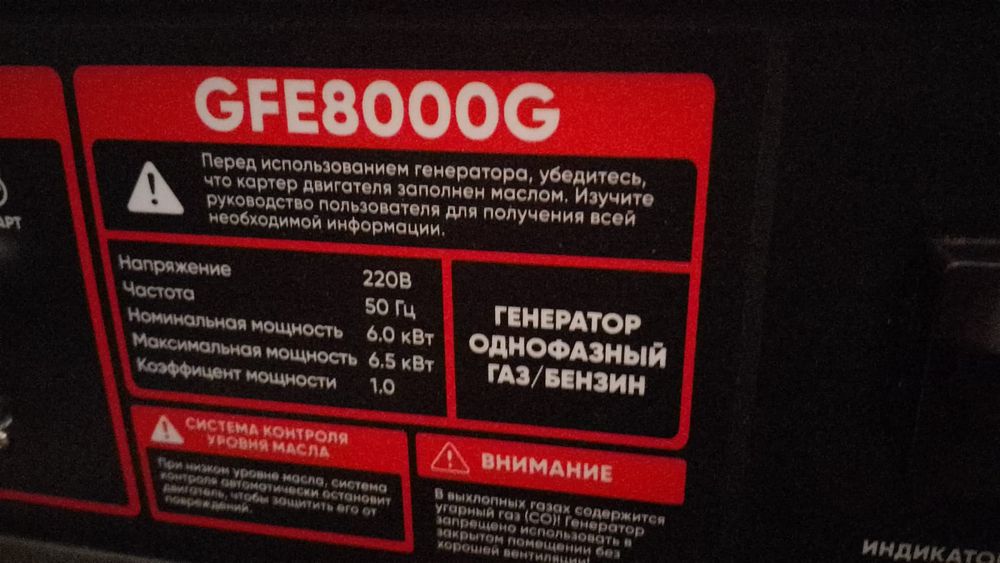 GFE8000G
Перед использованием генератора, убедитесь,
что картер двигателя заполнен маслом. Изучите
руководство пользователя для получения всей
необходимой информации.
Напряжение 220В
Частота 50 Гц
Номинальная мощность 6.0 кВт
Максимальная мощность 6.5 кВт
Коэффицент мощности 1.0
ГЕНЕРАТОР
ОДНОФАЗНЫЙ
ГАЗ/БЕНЗИН
СИСТЕМА КОНТРОЛЯ
УРОВНЯ МАСЛА
При низком уровне масла, система
контроля автоматически остановит
двигатель, чтобы защитить его от
повреждений.
ВНИМАНИЕ
В выхлопных газах содержится
угарный газ (CO)! Генератор
запрещено использовать в
закрытом помещении без
хорошей вентиляции!